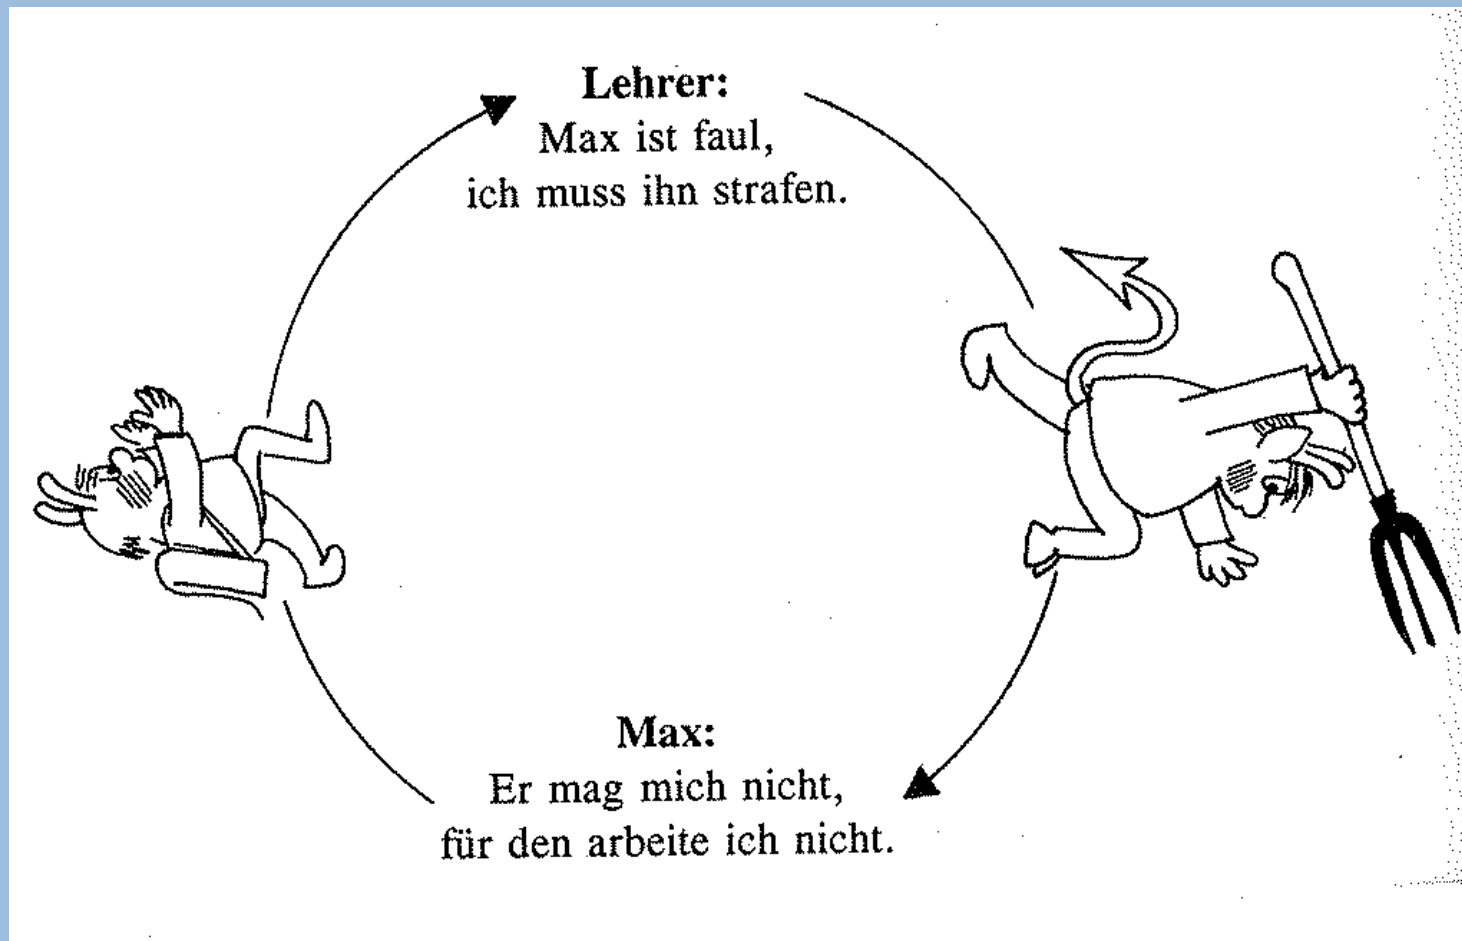 Lehrer:
Max ist faul,
ich muss ihn strafen.
Max:
Er mag mich nicht,
für den arbeite ich nicht.